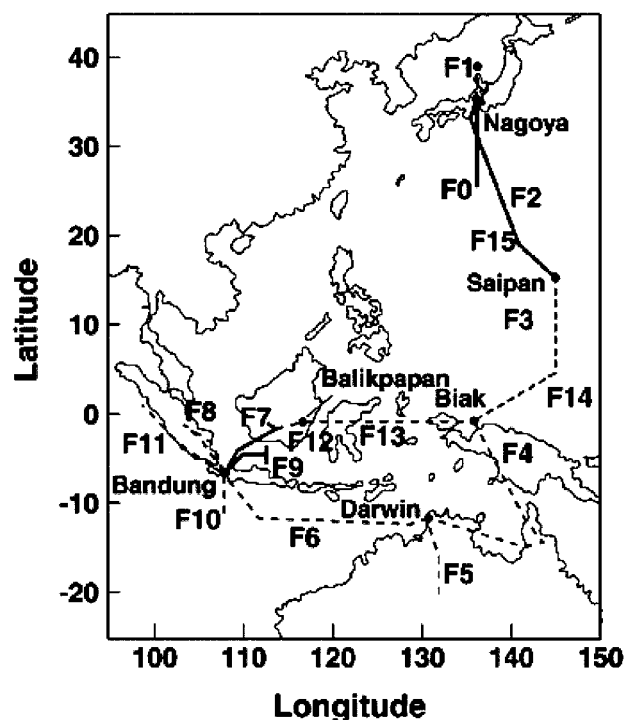 40
F1
Nagoya
30
F0
F2
20
F15
Saipan
F3
10
Latitude
Balikpapan
Biak
F14
0
F8
F7
F11
F12
F13
F4
F9
Bandung
-10
F10
Darwin
F6
F5
-20
100
110
120
130
140
150
Longitude